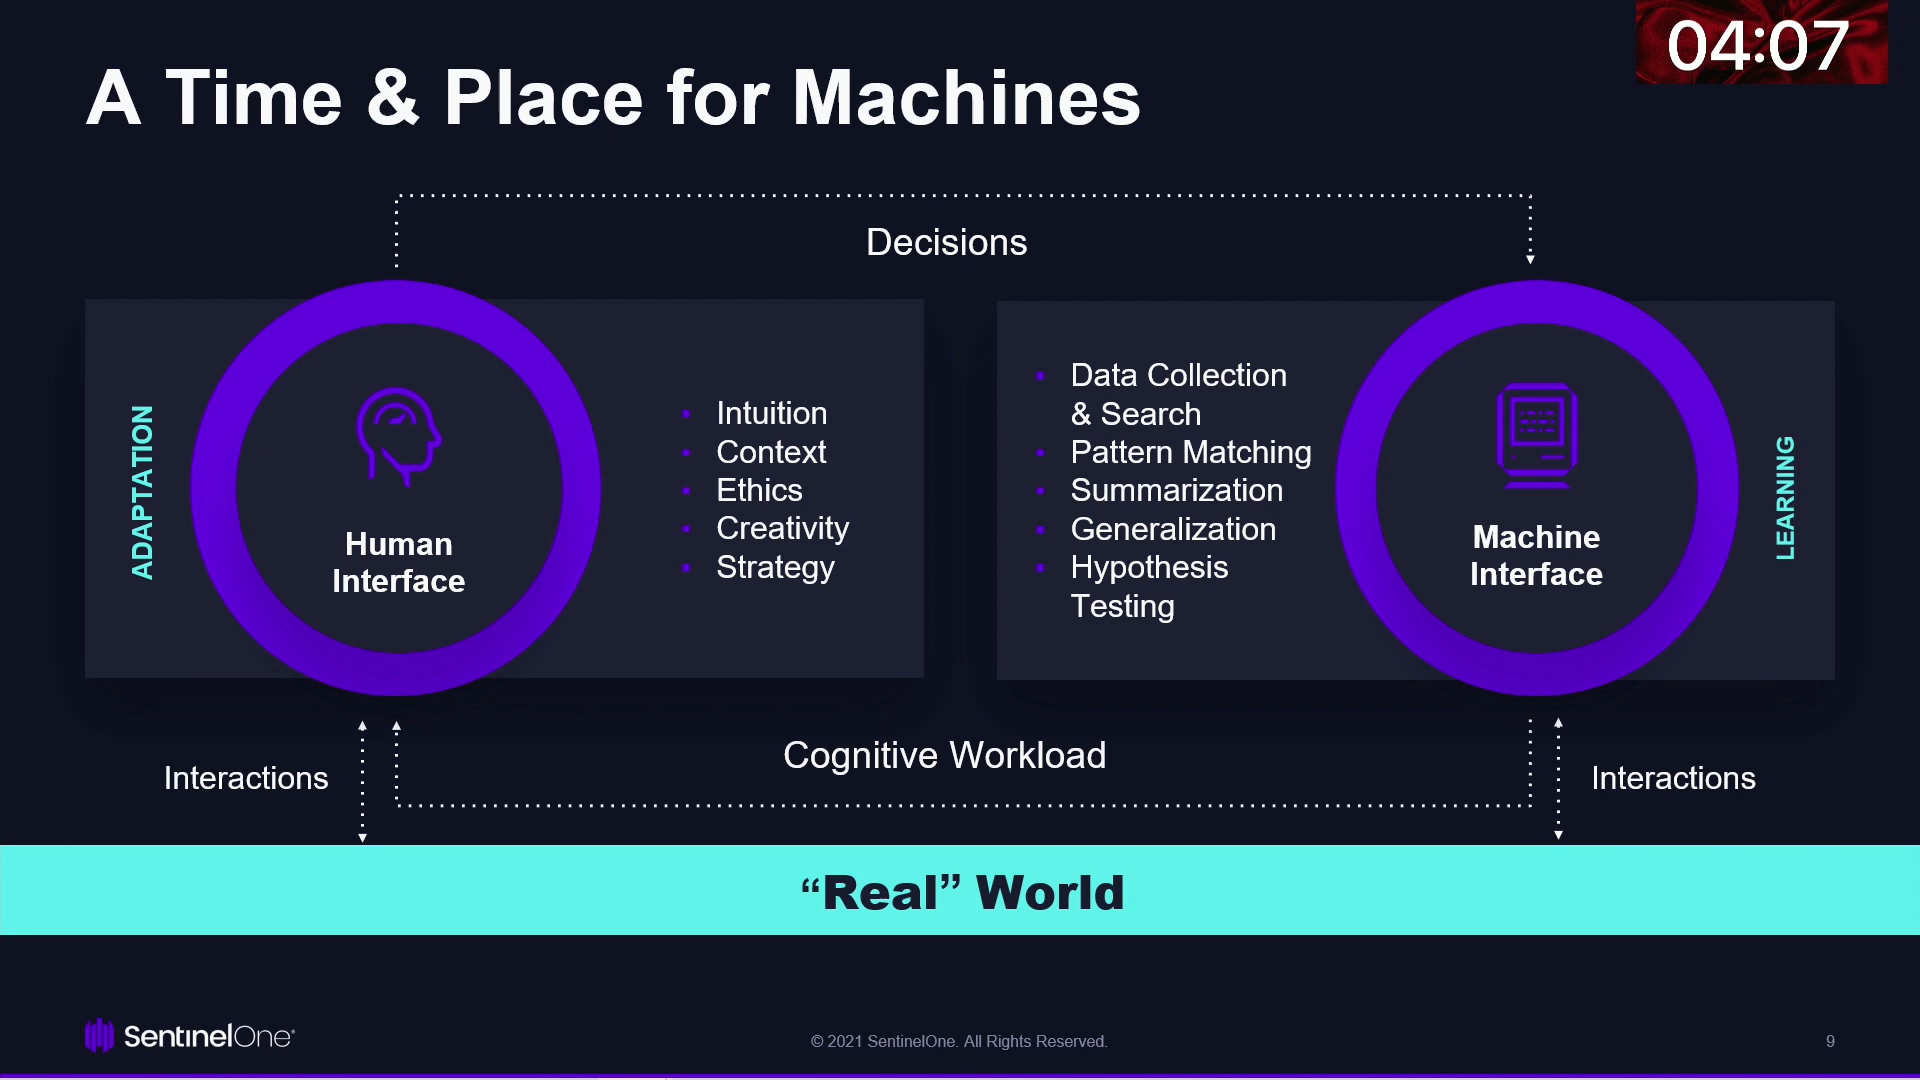 04:07
A Time & Place for Machines
Decisions
ADAPTATION
Human
Interface
Intuition
Context
Ethics
Creativity
Strategy
Data Collection
& Search
Pattern Matching
Summarization
Generalization
Hypothesis
Testing
Machine
Interface
LEARNING
Interactions
Cognitive Workload
Interactions
“Real” World
SentinelOne®
© 2021 SentinelOne. All Rights Reserved.
9